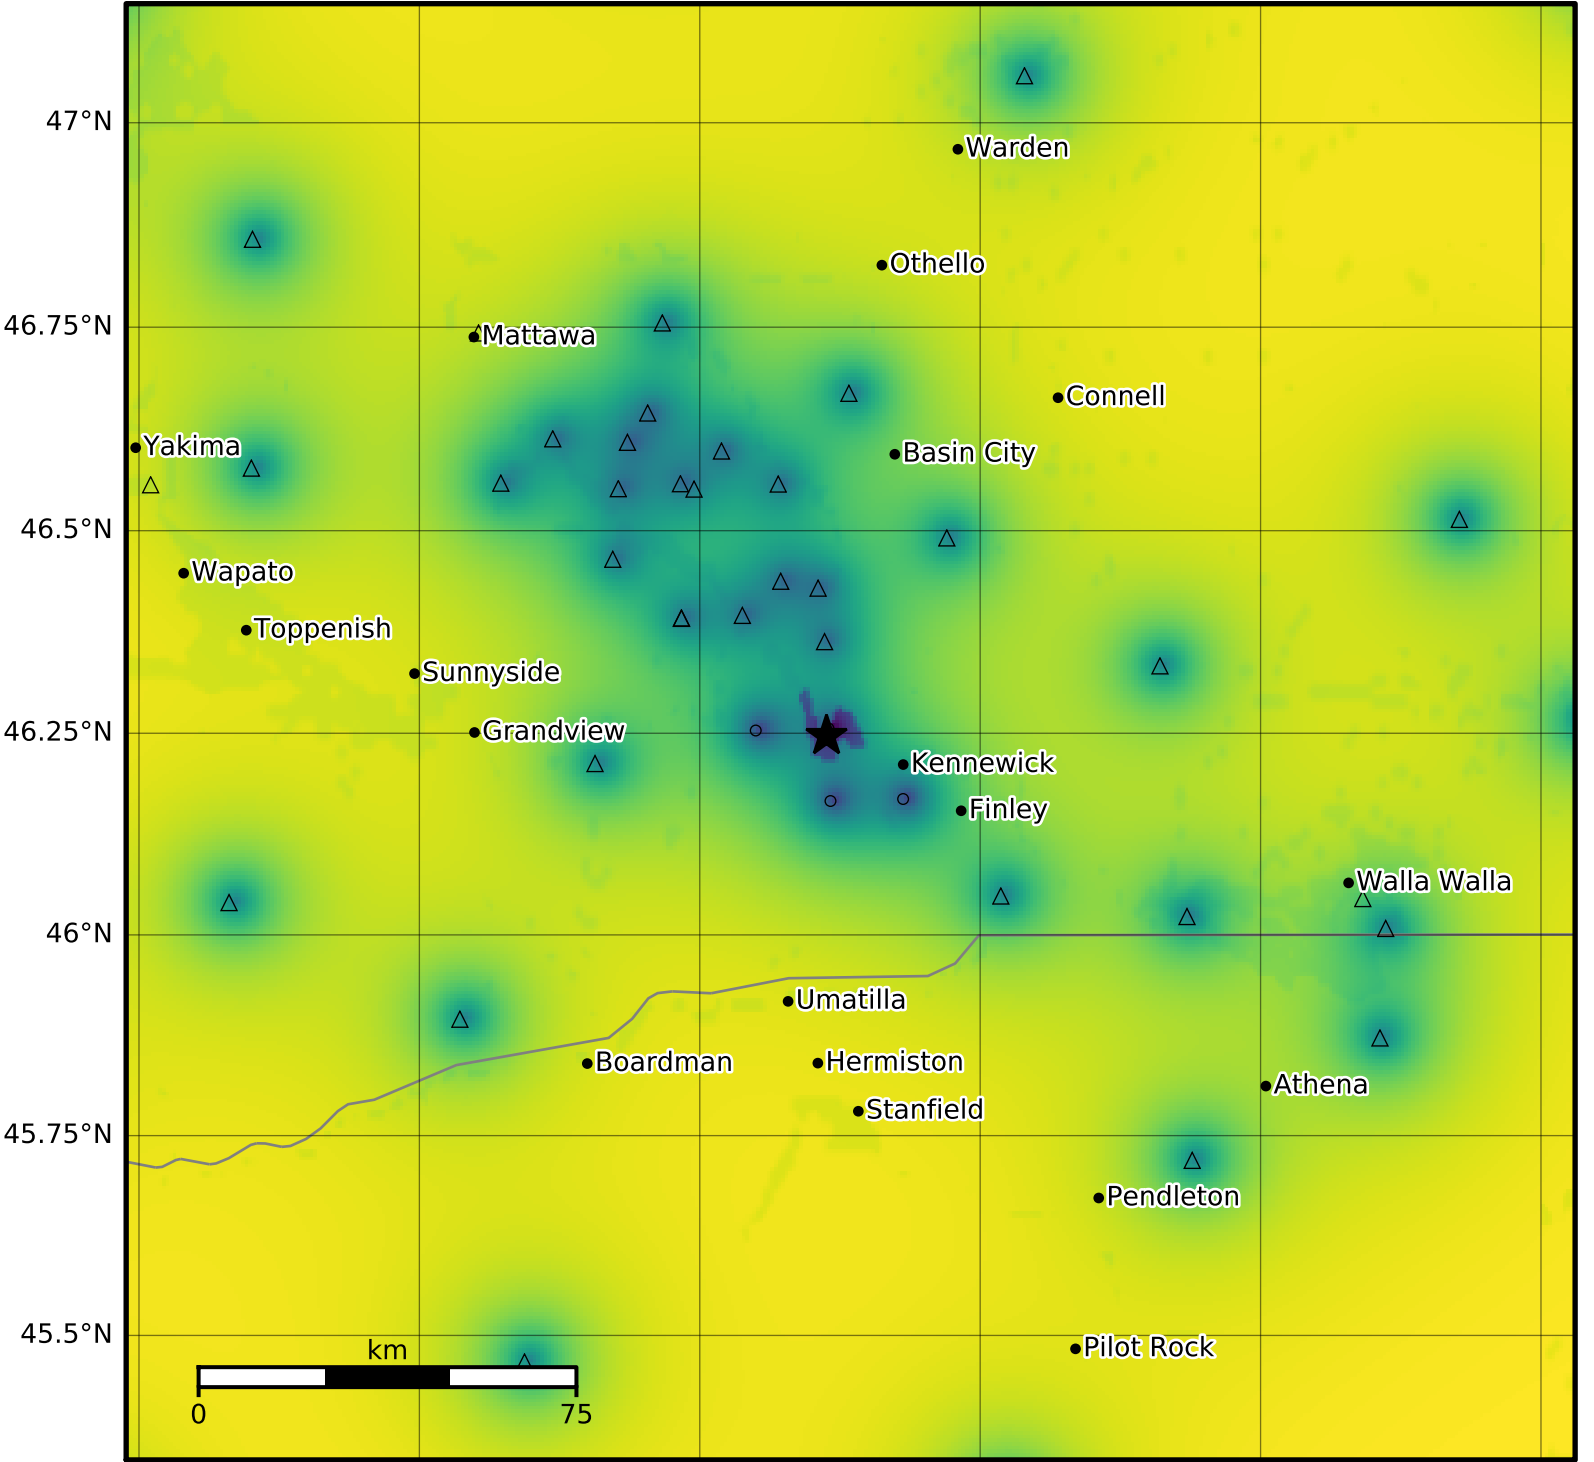 47°N
Warden
Othello
46.75°N
Mattawa
Connell
Yakima
Basin City
46.5°N
Wapato
Toppenish
Sunnyside
46.25°N
Grandview
Kennewick
Finley
Walla Walla
46°N
Umatilla
Boardman
Hermiston
Athena
Stanfield
45.75°N
Pendleton
45.5°N
Pilot Rock
km
0
75